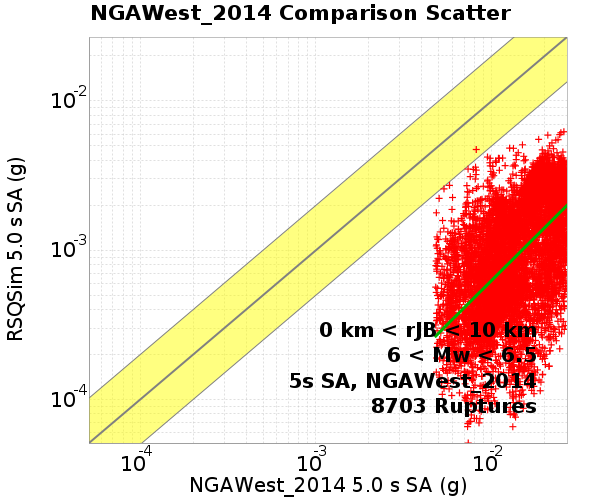 NGAWest_2014 Comparison Scatter
RSQSim 5.0 s SA (g)
10-2
10-3
10-4
0 km < rJB < 10 km
6 < Mw < 6.5
5s SA, NGAWest_2014
8703 Ruptures
10-4 10-3 10-2
NGAWest_2014 5.0 s SA (g)